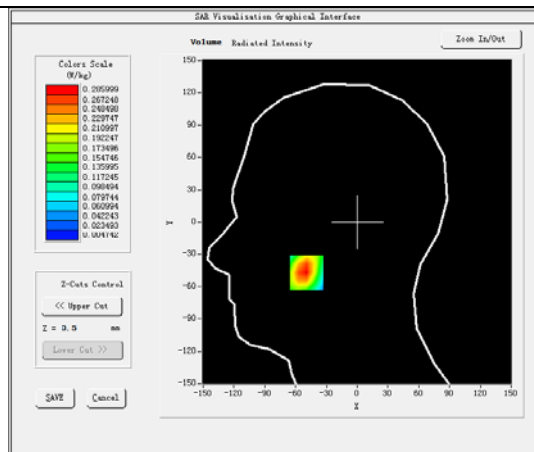 SAR Visualisation Graphical Interface
Volume Radiated Intensity
Zoom In/Out
Colors Scale
(W/kg)
0.285999
0.267248
0.248498
0.229747
0.210997
0.192247
0.173496
0.154746
0.135995
0.117245
0.098494
0.079744
0.060994
0.042243
0.023493
0.004742
Z-Cuts Control
<< Upper Cut
Z = 3.5 mm
Lower Cut >>
SAVE Cancel
150
120
90
60
30
0
-30
-60
-90
-120
-150
Y
-150 -120 -90 -60 -30 0 30 60 90 120 150
X